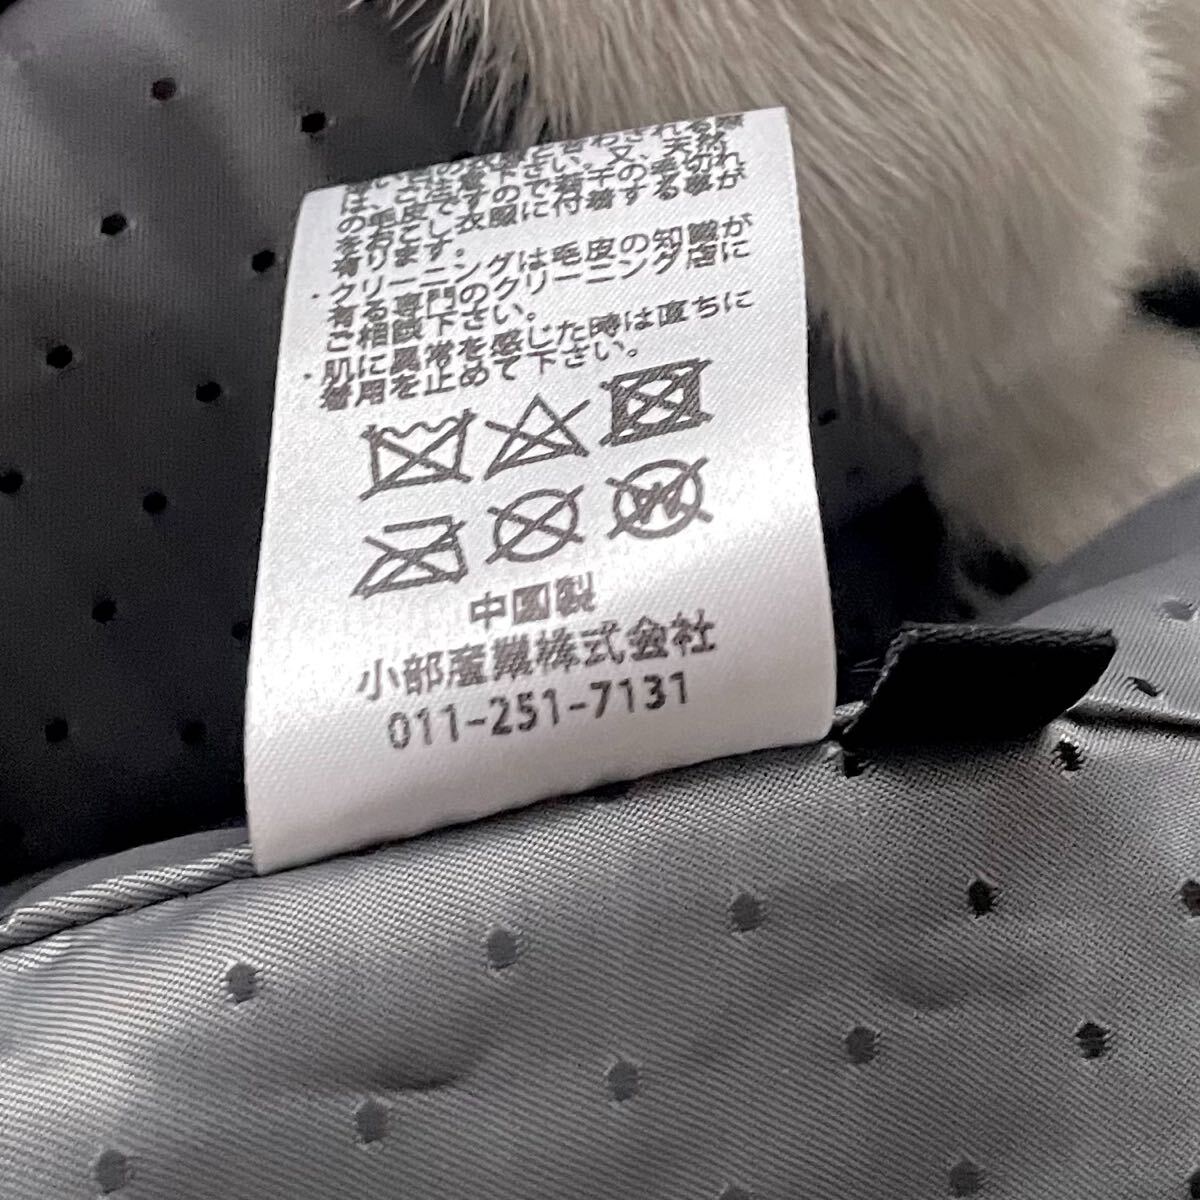 は、ご注意下さい。又、天然
の毛皮ですので若干の毛切れ
をおこし衣服に付着する事が
有ります。
・クリーニングは毛皮の知識が
有る専門のクリーニング店に
ご相談下さい。
・肌に異常を感じた時は直ちに
着用を止めて下さい。
中国製
小部産業株式会社
011-251-7131